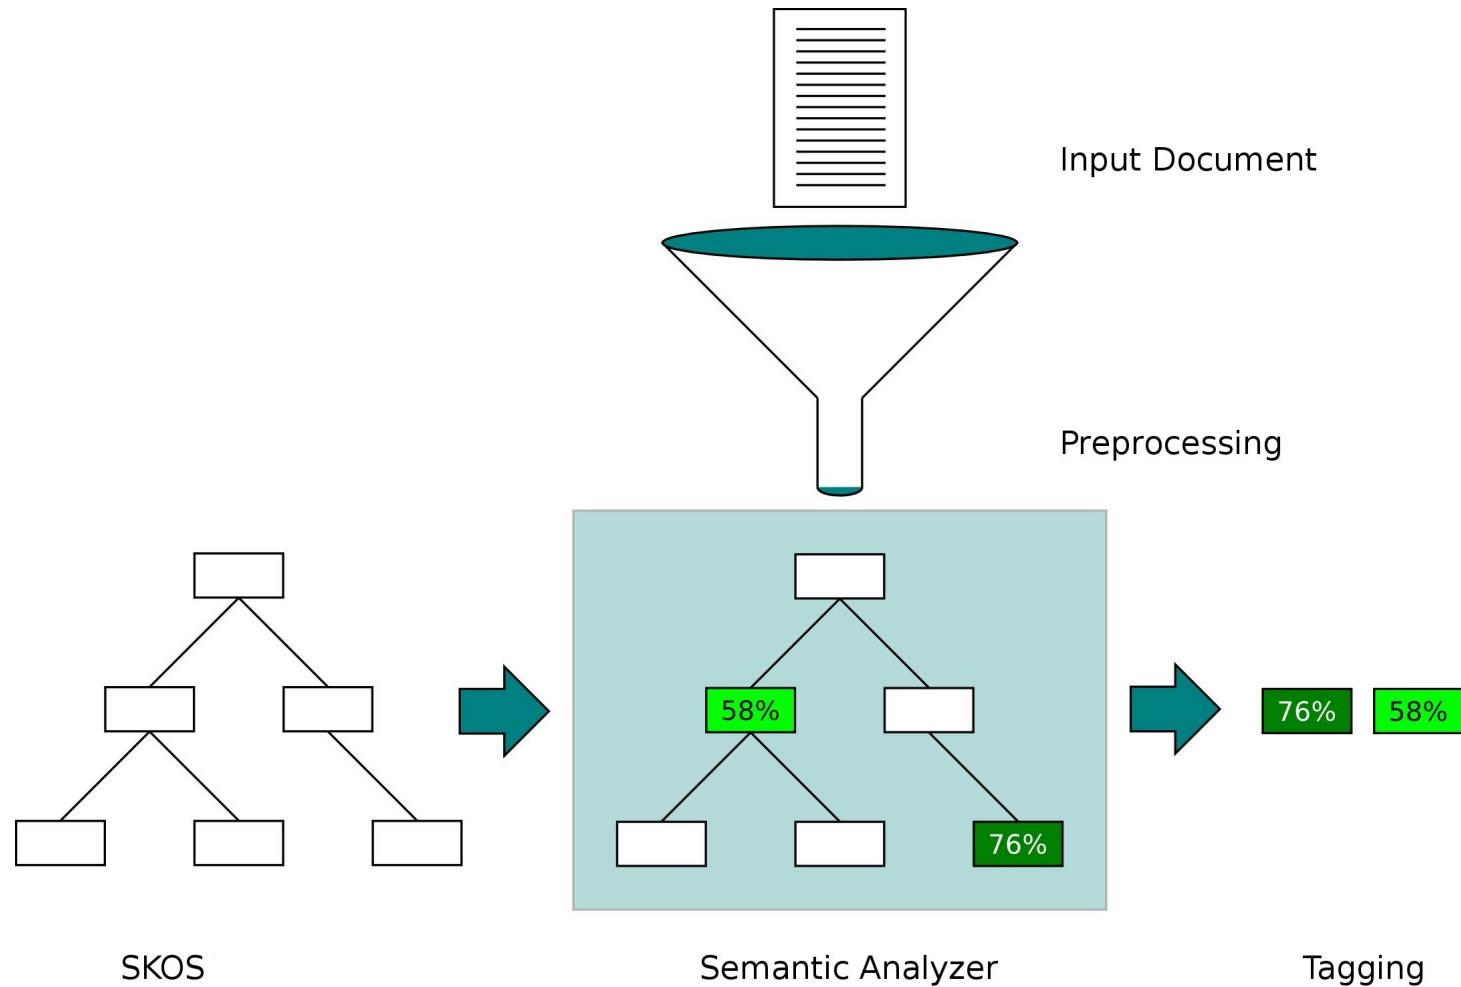 Input Document
Preprocessing
58%
76%
76%
58%
SKOS
Semantic Analyzer
Tagging